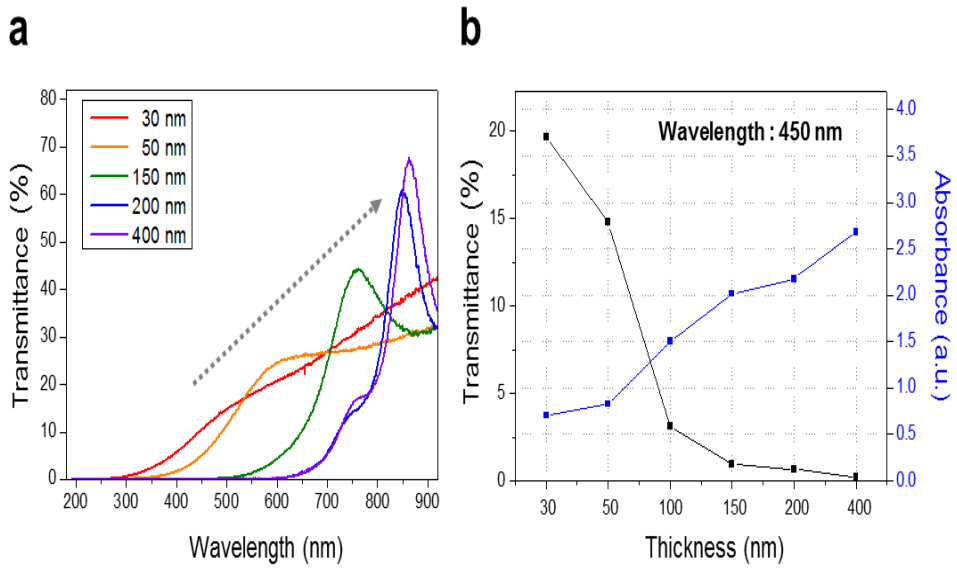 a
Transmittance (%)
80
70
60
50
40
30
20
10
0
30 nm
50 nm
150 nm
200 nm
400 nm
200 300 400 500 600 700 800 900
Wavelength (nm)
b
Transmittance (%)
20
15
10
5
0
Wavelength : 450 nm
4.0
3.5
3.0
2.5
2.0
1.5
1.0
0.5
0.0
Absorbance (a.u.)
30 50 100 150 200 400
Thickness (nm)